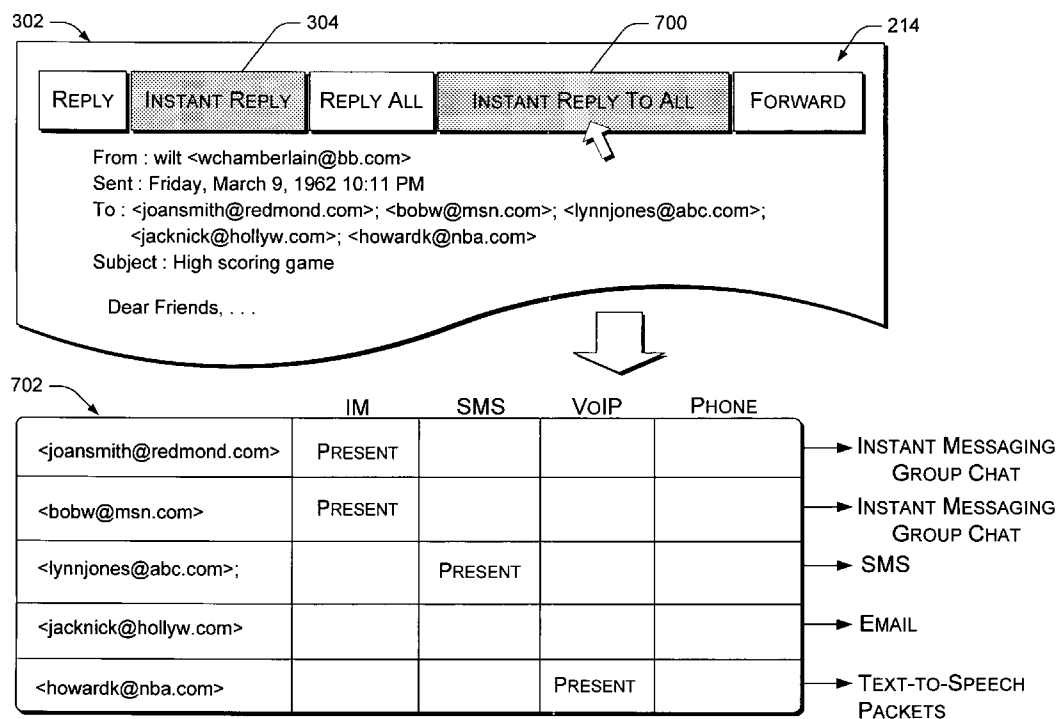 302 304 700 214
REPLY INSTANT REPLY REPLY ALL INSTANT REPLY TO ALL FORWARD
From : wilt <wchamberlain@bb.com>
Sent : Friday, March 9, 1962 10:11 PM
To : <joansmith@redmond.com>; <bobw@msn.com>; <lynnjones@abc.com>;
<jacknick@hollyw.com>; <howardk@nba.com>
Subject : High scoring game
Dear Friends, . . .
702
IM SMS VOIP PHONE
<joansmith@redmond.com> PRESENT INSTANT MESSAGING
GROUP CHAT
<bobw@msn.com> PRESENT INSTANT MESSAGING
GROUP CHAT
<lynnjones@abc.com>; PRESENT SMS
<jacknick@hollyw.com> EMAIL
<howardk@nba.com> PRESENT TEXT-TO-SPEECH
PACKETS